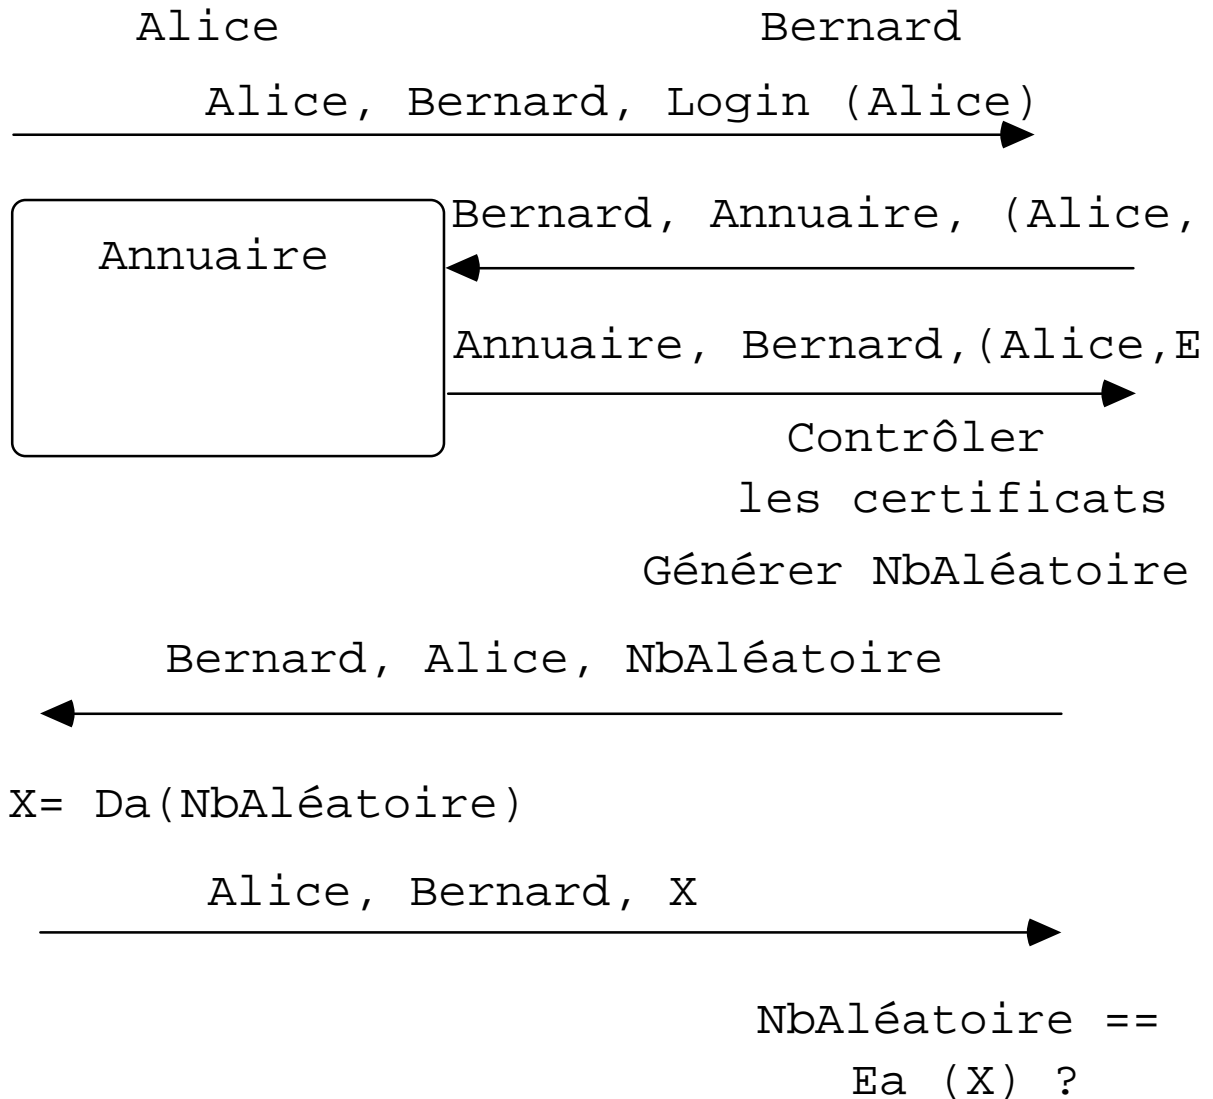 Alice
Bernard
Alice, Bernard, Login (Alice)
Bernard, Annuaire, (Alice,
Annuaire
Annuaire, Bernard,(Alice,E
Contrôler
les certificats
Générer NbAléatoire
Bernard, Alice, NbAléatoire
X= Da(NbAléatoire)
Alice, Bernard, X
NbAléatoire ==
Ea (X) ?